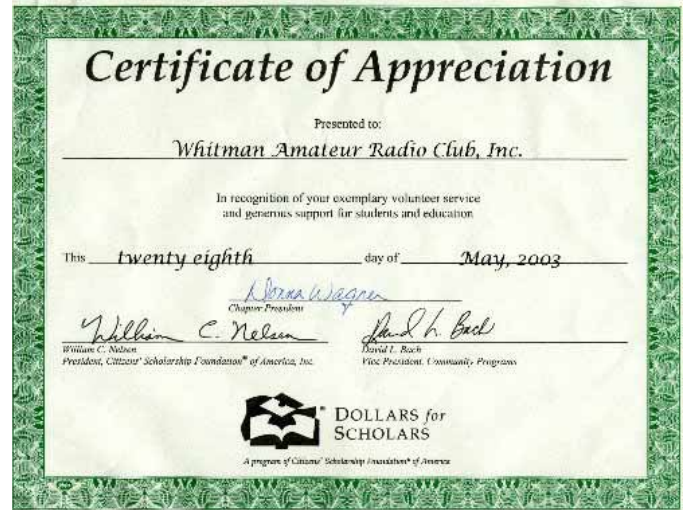 Certificate of Appreciation
Presented to:
Whitman Amateur Radio Club, Inc.
In recognition of your exemplary volunteer service
and generous support for students and education
This twenty eighth day of May, 2003
Donna Wagner
Chapter President
William C. Nelsen David L. Bach
William C. Nelsen David L. Bach
President, Citizens' Scholarship Foundation® of America, Inc. Vice President, Community Programs
DOLLARS for
SCHOLARS
A program of Citizens' Scholarship Foundation® of America